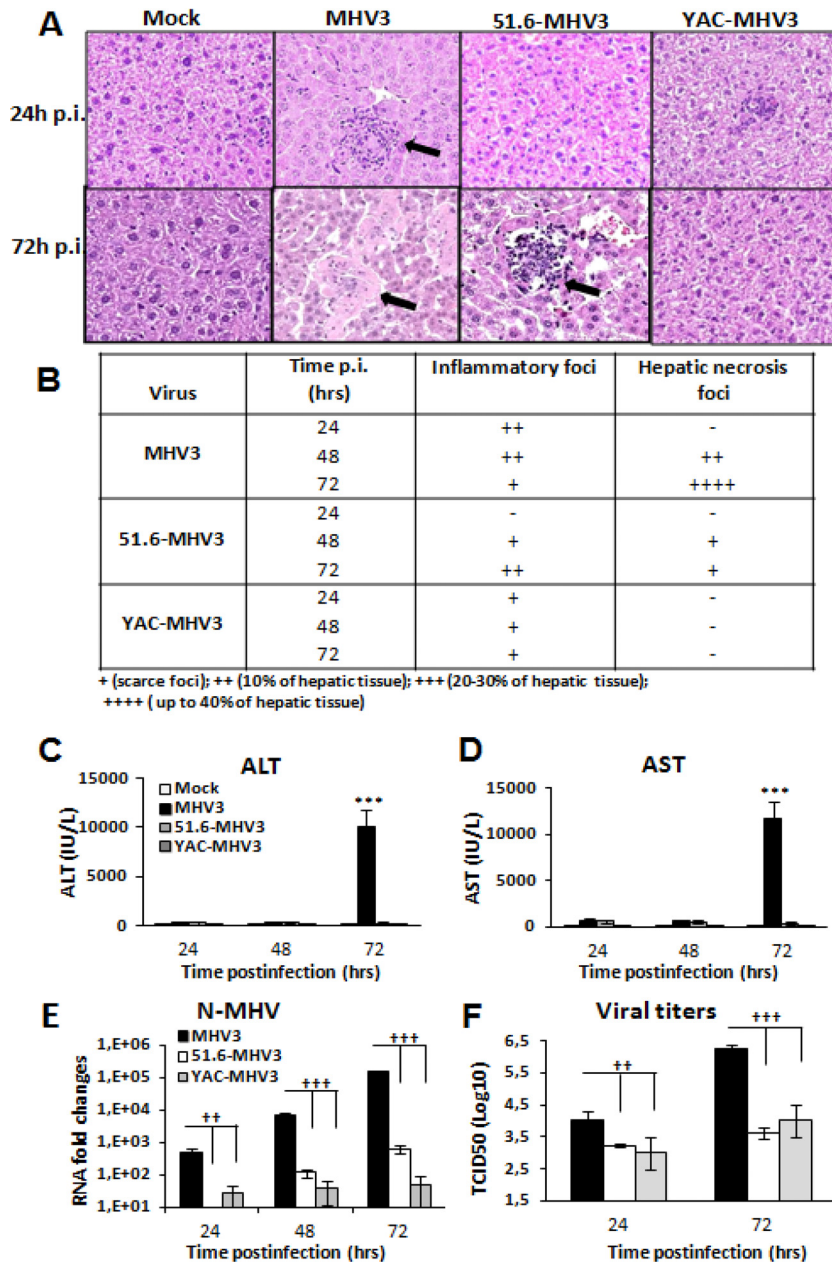 A
Mock MHV3 51.6-MHV3 YAC-MHV3
24h p.i.
72h p.i.
B
Virus Time p.i. (hrs) Inflammatory foci Hepatic necrosis foci
MHV3 24 ++ -
48 ++ ++
72 + ++++
51.6-MHV3 24 - -
48 + +
72 ++ +
YAC-MHV3 24 + -
48 + -
72 + -
+ (scarce foci); ++ (10% of hepatic tissue); +++ (20-30% of hepatic tissue);
++++ ( up to 40% of hepatic tissue)
C
ALT
ALT (IU/L)
15000
10000
5000
0
Mock
MHV3
51.6-MHV3
YAC-MHV3
***
24 48 72
Time postinfection (hrs)
D
AST
AST (IU/L)
15000
10000
5000
0
***
24 48 72
Time postinfection (hrs)
E
N-MHV
RNA fold changes
1,E+06
1,E+05
1,E+04
1,E+03
1,E+02
1,E+01
MHV3
51.6-MHV3
YAC-MHV3
††
†††
†††
24 48 72
Time postinfection (hrs)
F
Viral titers
TCID50 (Log10)
6,5
5,5
4,5
3,5
2,5
1,5
††
†††
24 72
Time postinfection (hrs)